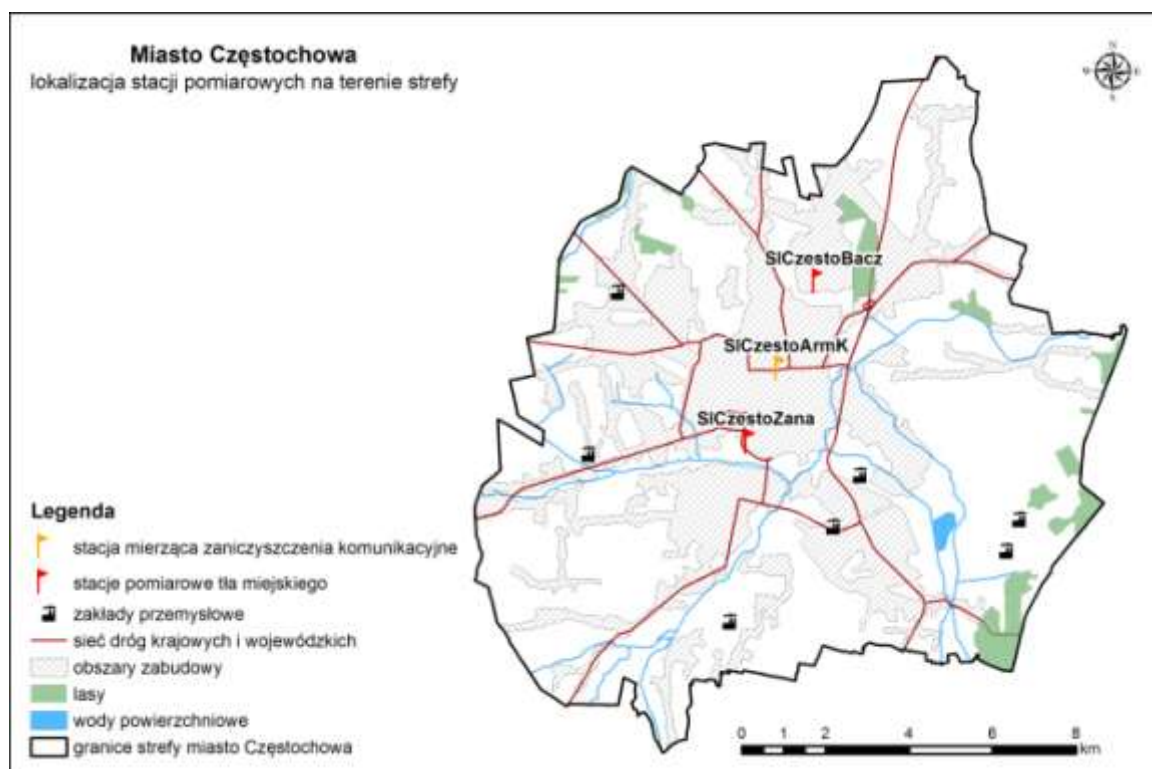 Miasto Częstochowa
lokalizacja stacji pomiarowych na terenie strefy
N
W
E
S
SlCzestoBacz
SlCzestoArmK
SlCzestoZana
Legenda
stacja mierząca zaniczyszczenia komunikacyjne
stacje pomiarowe tła miejskiego
zakłady przemysłowe
sieć dróg krajowych i wojewódzkich
obszary zabudowy
lasy
wody powierzchniowe
granice strefy miasto Częstochowa
0 2 4 6 8
km